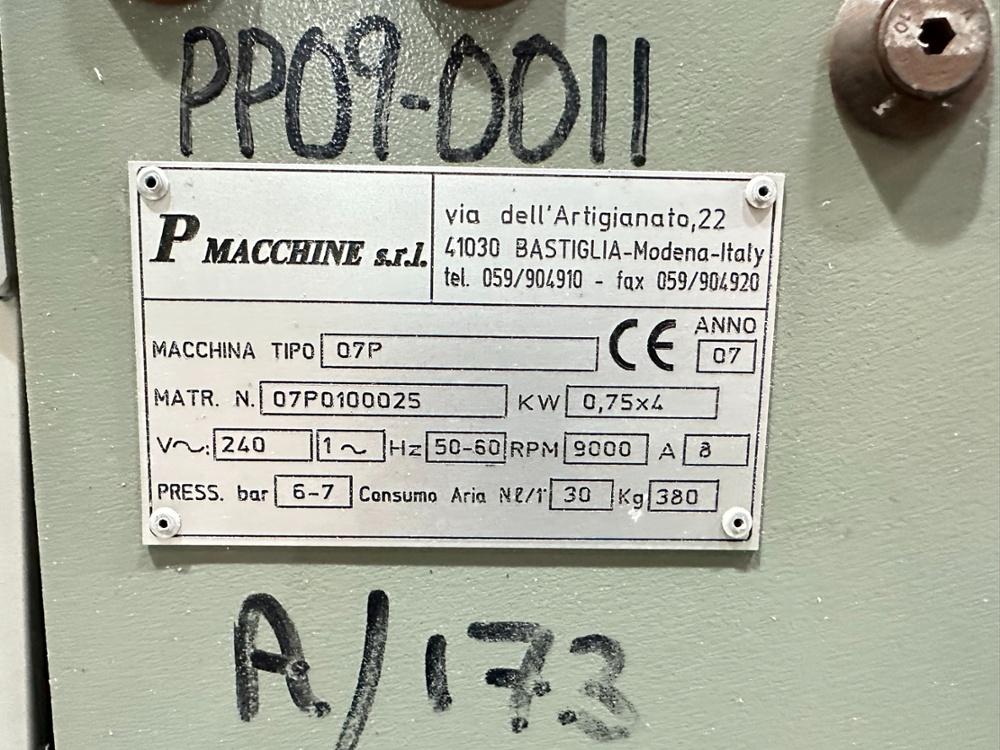 PP09-0011
P MACCHINE s.r.l.
via dell'Artigianato,22
41030 BASTIGLIA-Modena-Italy
tel. 059/904910 - fax 059/904920
MACCHINA TIPO 07P CE ANNO 07
MATR. N. 07P0100025 KW 0,75x4
V~: 240 1~ Hz 50-60 RPM 9000 A 8
PRESS. bar 6-7 Consumo Aria Nℓ/1' 30 Kg 380
A/173